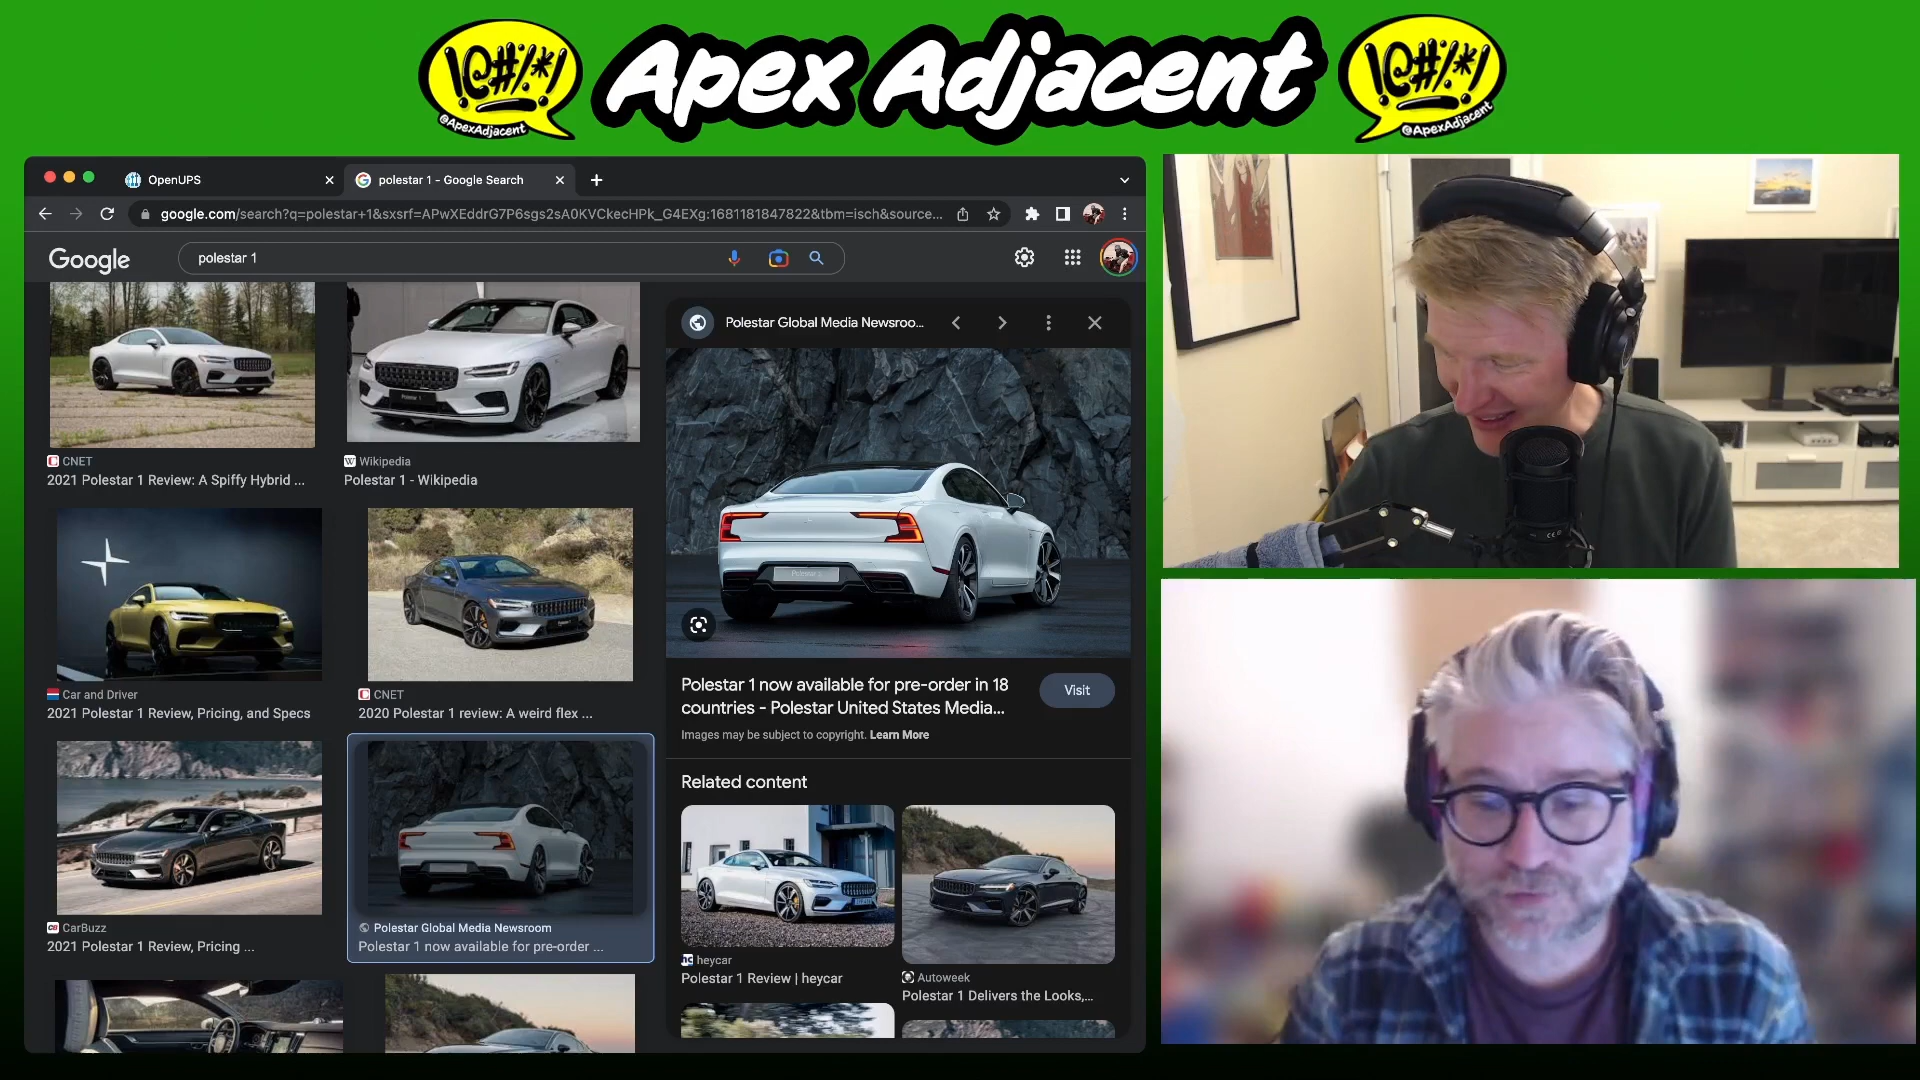 !@#/*!
@ApexAdjacent
Apex Adjacent
!@#/*!
@ApexAdjacent
OpenUPS
polestar 1 - Google Search
google.com/search?q=polestar+1&sxsrf=APwXEddrG7P6sgs2sA0KVCkecHPk_G4EXg:1681181847822&tbm=isch&source...
Google
polestar 1
CNET
2021 Polestar 1 Review: A Spiffy Hybrid ...
Wikipedia
Polestar 1 - Wikipedia
Car and Driver
2021 Polestar 1 Review, Pricing, and Specs
CNET
2020 Polestar 1 review: A weird flex ...
CarBuzz
2021 Polestar 1 Review, Pricing ...
Polestar Global Media Newsroom
Polestar 1 now available for pre-order ...
Polestar Global Media Newsroo...
Polestar 1 now available for pre-order in 18
countries - Polestar United States Media...
Visit
Images may be subject to copyright. Learn More
Related content
heycar
Polestar 1 Review | heycar
Autoweek
Polestar 1 Delivers the Looks,...